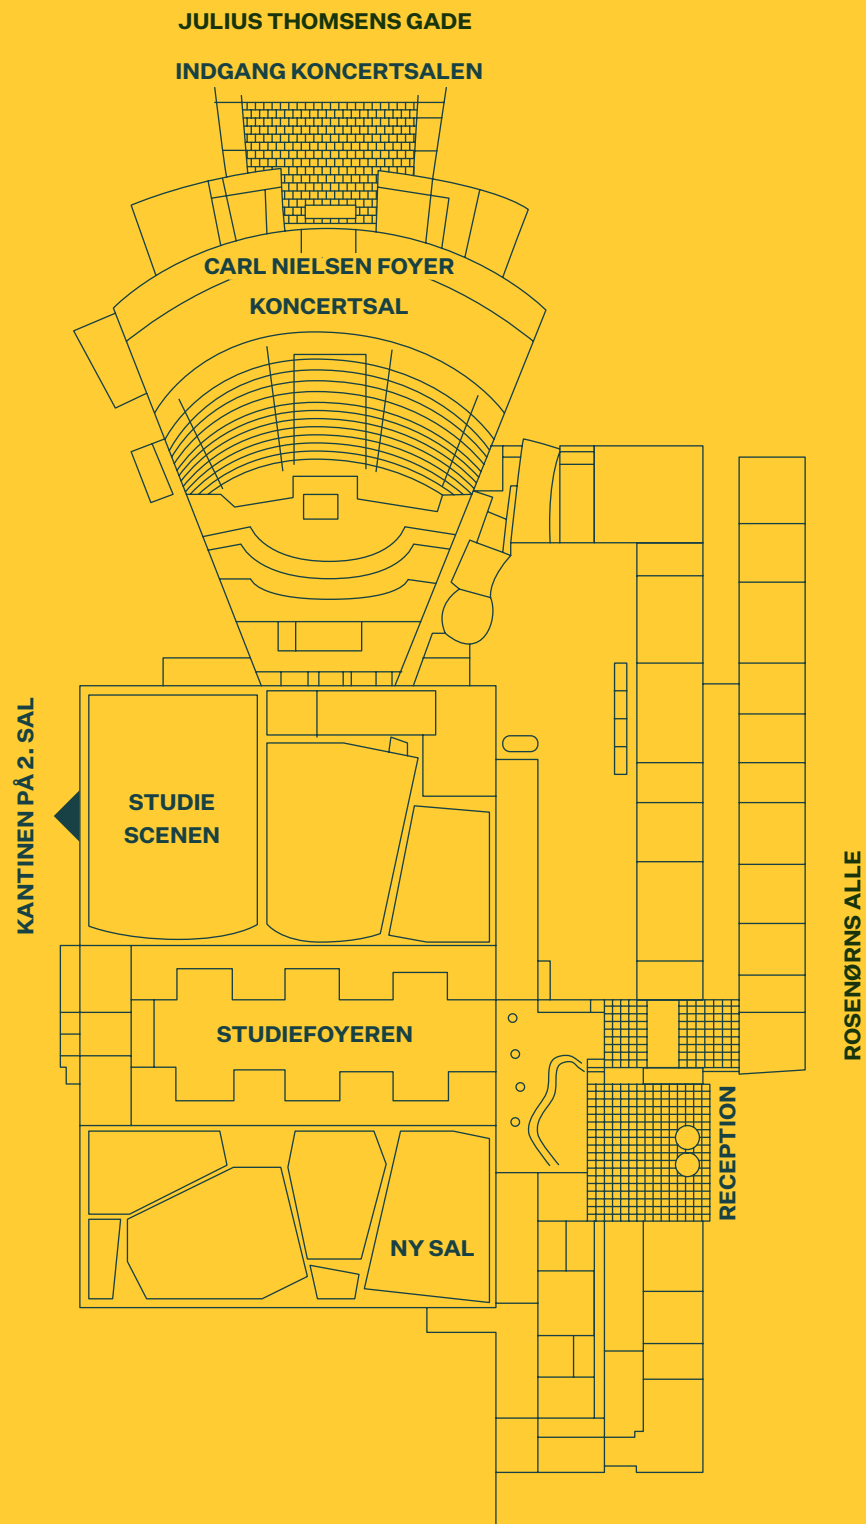 JULIUS THOMSENS GADE
INDGANG KONCERTSALEN
CARL NIELSEN FOYER
KONCERTSAL
KANTINEN PÅ 2. SAL
STUDIE
SCENEN
ROSENØRNS ALLE
STUDIEFOYEREN
RECEPTION
NY SAL